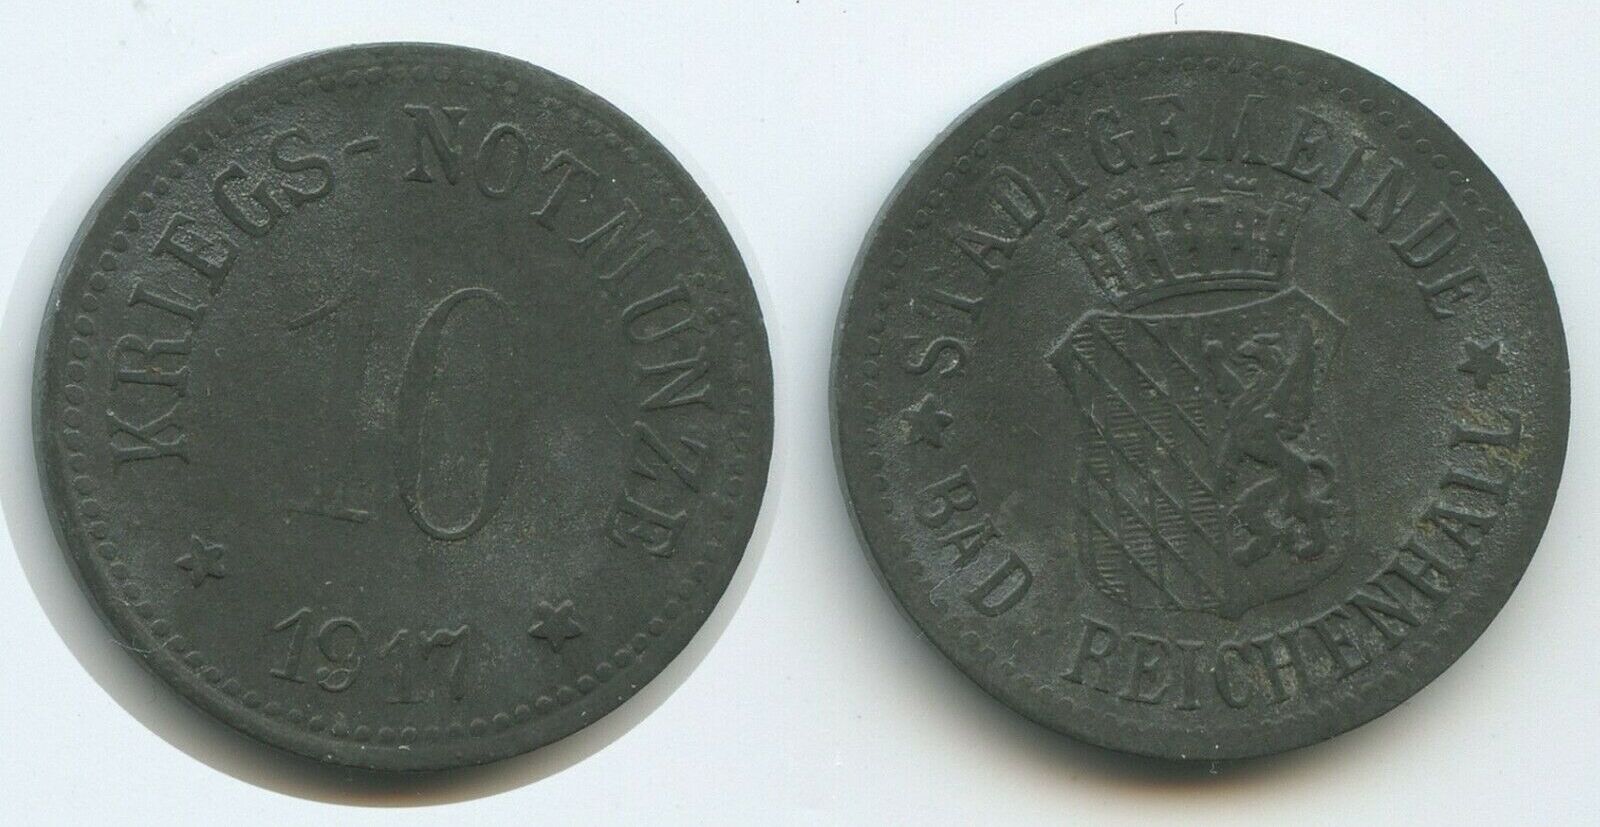 KRIEGS-NOTMÜNZE
10
1917
STADTGEMEINDE
BAD REICHENHALL